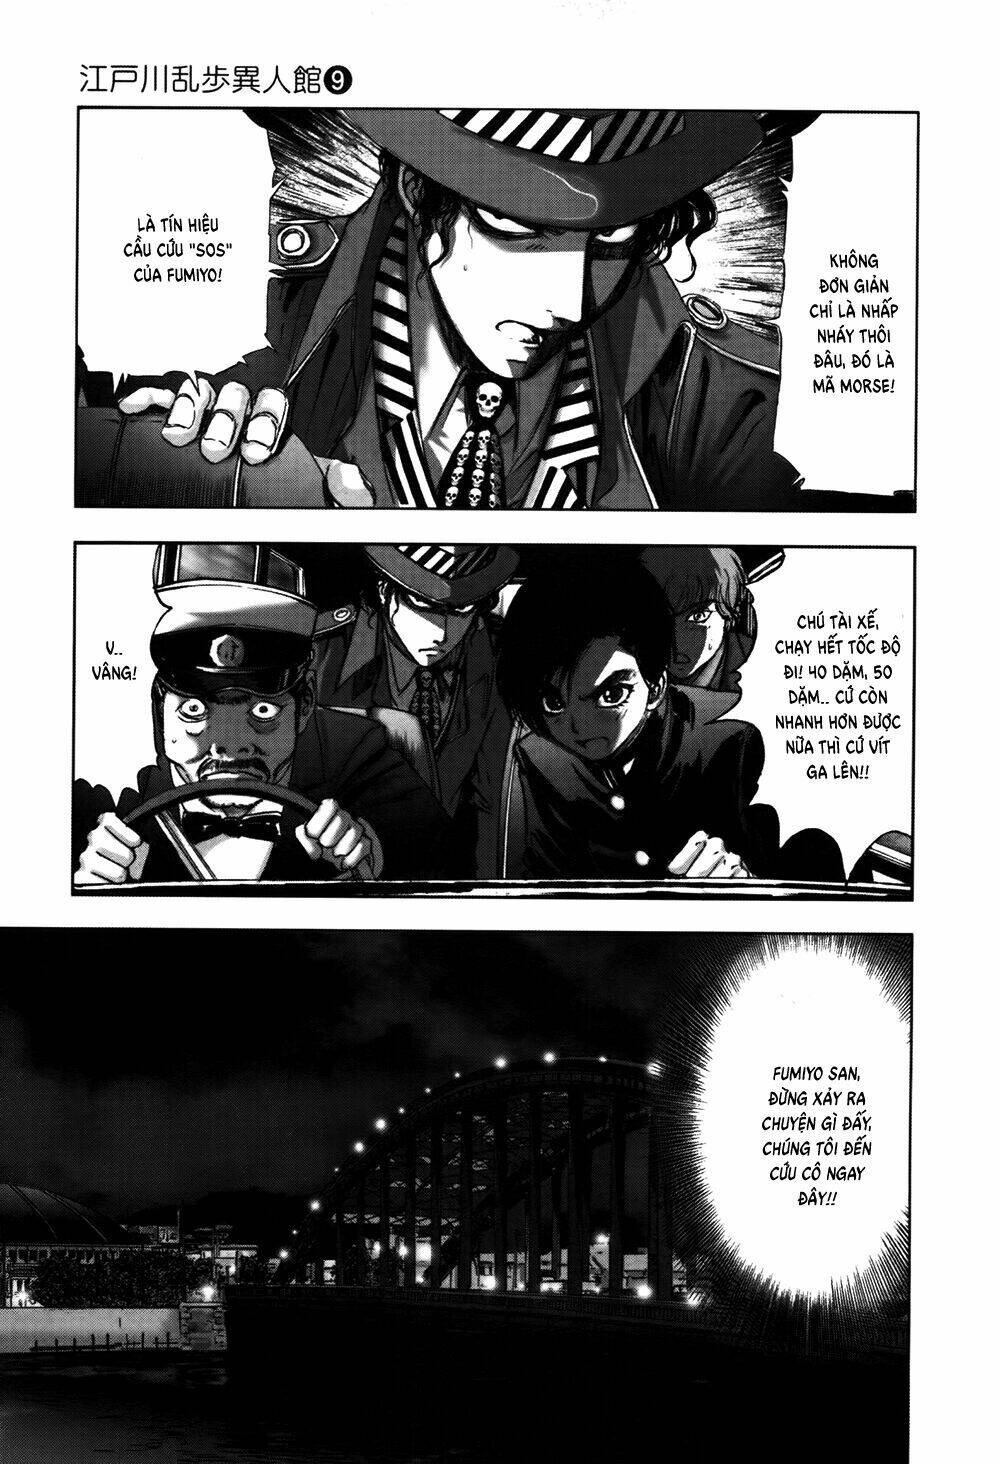 江戸川乱歩異人館9
KHÔNG
ĐƠN GIẢN
CHỈ LÀ NHẤP
NHÁY THÔI
ĐÂU, ĐÓ LÀ
MÃ MORSE!
LÀ TÍN HIỆU
CẦU CỨU "SOS"
CỦA FUMIYO!
CHÚ TÀI XẾ,
CHẠY HẾT TỐC ĐỘ
ĐI! 40 DẶM, 50
DẶM.. CỨ CÒN
NHANH HƠN ĐƯỢC
NỮA THÌ CỨ VÍT
GA LÊN!!
V..
VÂNG!
FUMIYO SAN,
ĐỪNG XẢY RA
CHUYỆN GÌ ĐẤY,
CHÚNG TÔI ĐẾN
CỨU CÔ NGAY
ĐÂY!!